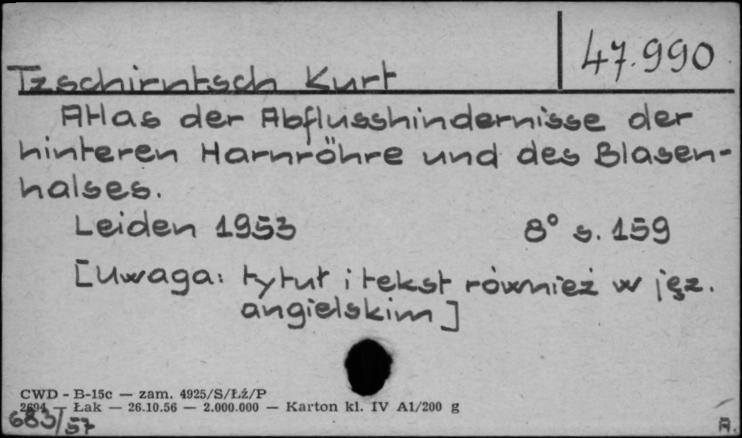 47.990
Tzschirntsch Kurt
Atlas der Abflusshindernisse der
hinteren Harnröhre und des Blasen-
halses.
Leiden 1953 8° s. 159
[Uwaga: tytuł i tekst również w jęz.
angielskim]
CWD - B-15c — zam. 4925/S/Łż/P
2694 — Łak — 26.10.56 — 2.000.000 — Karton kl. IV A1/200 g
683/57
A.